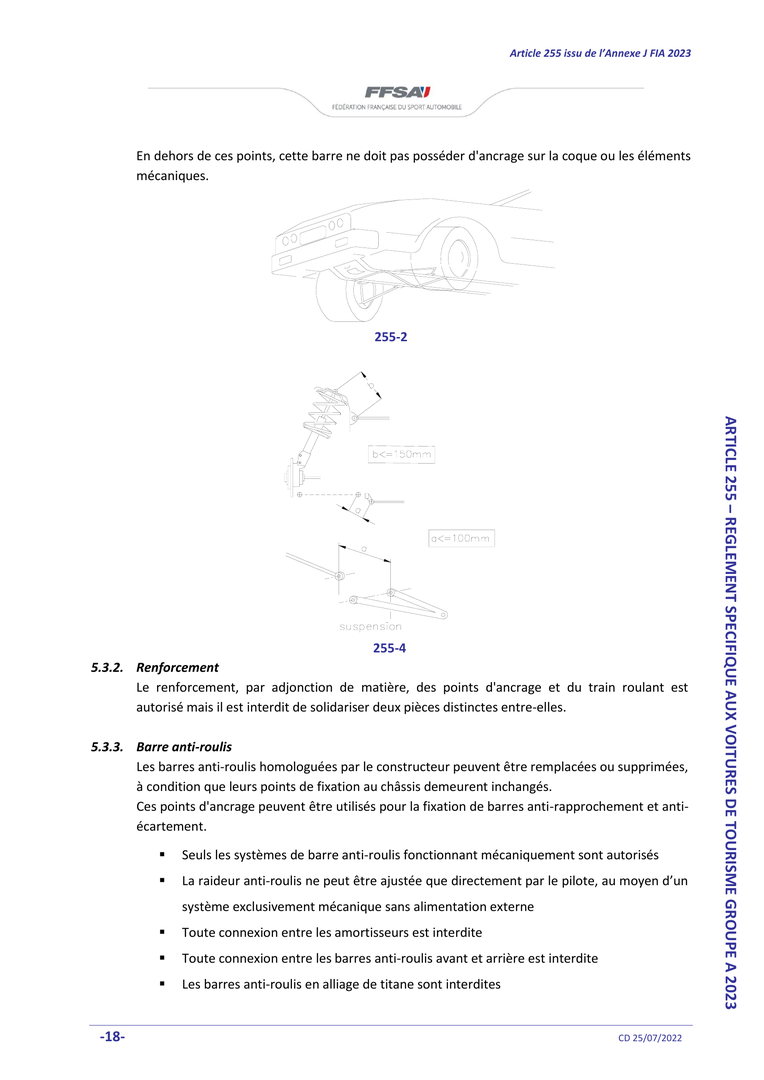 Article 255 issu de l'Annexe J FIA 2023
FFSA
FÉDÉRATION FRANÇAISE DU SPORT AUTOMOBILE
En dehors de ces points, cette barre ne doit pas posséder d'ancrage sur la coque ou les éléments
mécaniques.
255-2
b
b<=150mm
a
a<=100mm
a
suspension
255-4
5.3.2. Renforcement
Le renforcement, par adjonction de matière, des points d'ancrage et du train roulant est
autorisé mais il est interdit de solidariser deux pièces distinctes entre-elles.
5.3.3. Barre anti-roulis
Les barres anti-roulis homologuées par le constructeur peuvent être remplacées ou supprimées,
à condition que leurs points de fixation au châssis demeurent inchangés.
Ces points d'ancrage peuvent être utilisés pour la fixation de barres anti-rapprochement et anti-
écartement.
▪ Seuls les systèmes de barre anti-roulis fonctionnant mécaniquement sont autorisés
▪ La raideur anti-roulis ne peut être ajustée que directement par le pilote, au moyen d'un
système exclusivement mécanique sans alimentation externe
▪ Toute connexion entre les amortisseurs est interdite
▪ Toute connexion entre les barres anti-roulis avant et arrière est interdite
▪ Les barres anti-roulis en alliage de titane sont interdites
ARTICLE 255 – REGLEMENT SPECIFIQUE AUX VOITURES DE TOURISME GROUPE A 2023
-18-
CD 25/07/2022